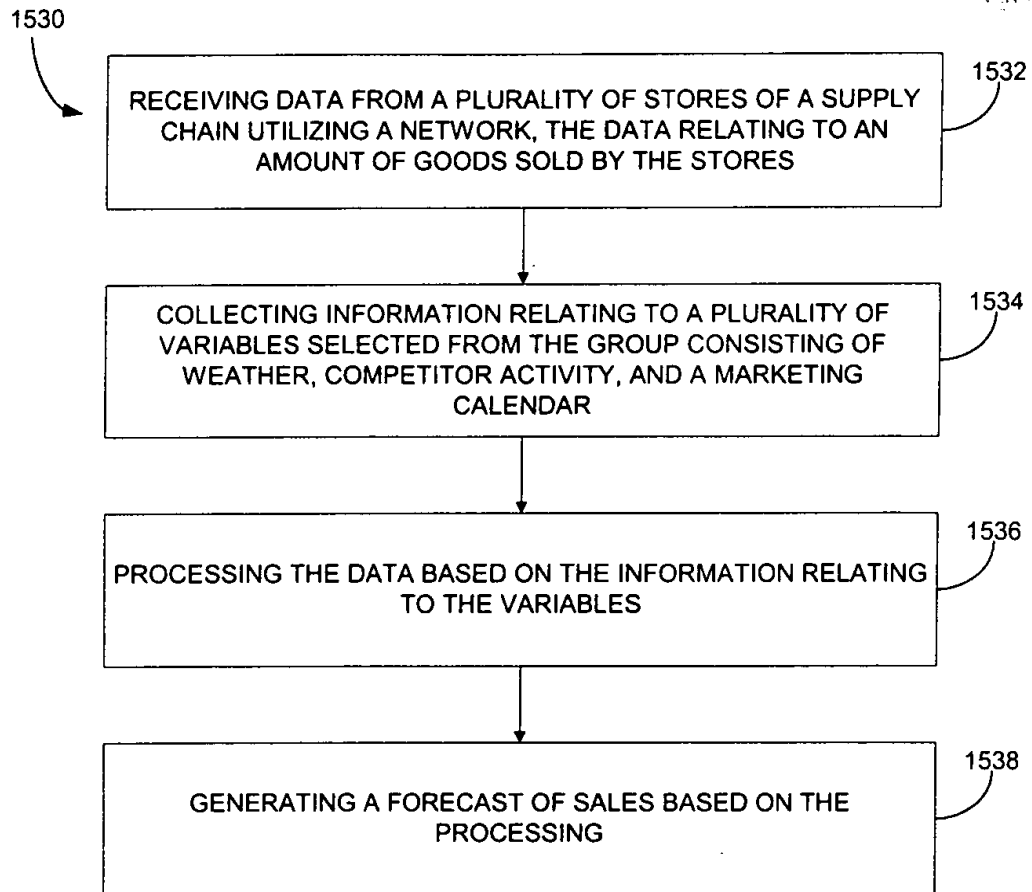 1530
1532
RECEIVING DATA FROM A PLURALITY OF STORES OF A SUPPLY
CHAIN UTILIZING A NETWORK, THE DATA RELATING TO AN
AMOUNT OF GOODS SOLD BY THE STORES
1534
COLLECTING INFORMATION RELATING TO A PLURALITY OF
VARIABLES SELECTED FROM THE GROUP CONSISTING OF
WEATHER, COMPETITOR ACTIVITY, AND A MARKETING
CALENDAR
1536
PROCESSING THE DATA BASED ON THE INFORMATION RELATING
TO THE VARIABLES
1538
GENERATING A FORECAST OF SALES BASED ON THE
PROCESSING